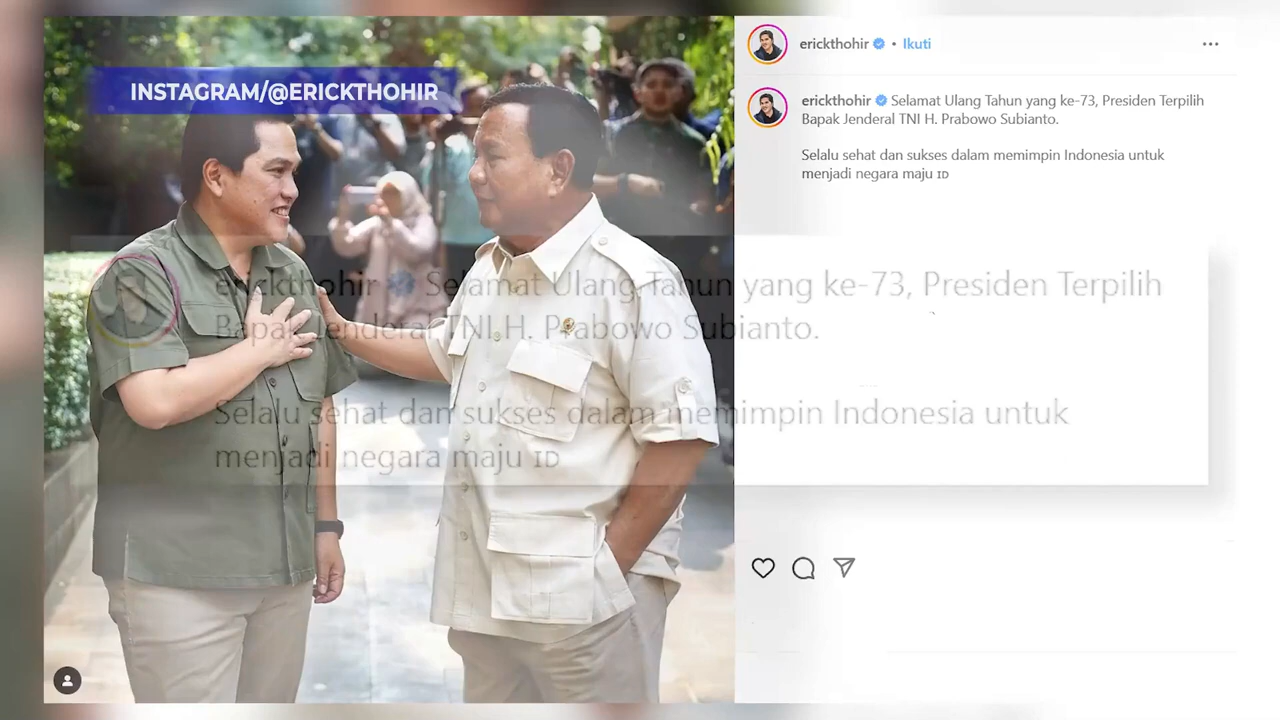 INSTAGRAM/@ERICKTHOHIR
erickthohir • Ikuti
erickthohir Selamat Ulang Tahun yang ke-73, Presiden Terpilih
Bapak Jenderal TNI H. Prabowo Subianto.
Selalu sehat dan sukses dalam memimpin Indonesia untuk
menjadi negara maju ID
erickthohir Selamat Ulang Tahun yang ke-73, Presiden Terpilih
Bapak Jenderal TNI H. Prabowo Subianto.
Selalu sehat dan sukses dalam memimpin Indonesia untuk
menjadi negara maju ID